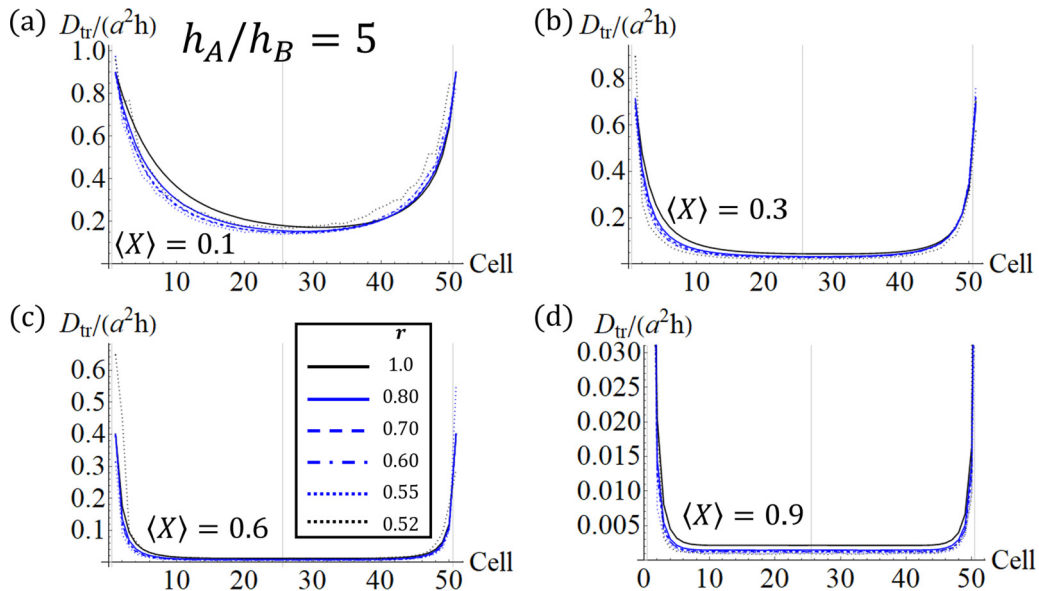 (a) D_tr/(a²h) h_A/h_B = 5
1.0
0.8
0.6
0.4
0.2
⟨X⟩ = 0.1
10 20 30 40 50 Cell
(b) D_tr/(a²h)
0.8
0.6
0.4
0.2
⟨X⟩ = 0.3
10 20 30 40 50 Cell
(c) D_tr/(a²h)
0.6
0.5
0.4
0.3
0.2
0.1
⟨X⟩ = 0.6
r
1.0
0.80
0.70
0.60
0.55
0.52
10 20 30 40 50 Cell
(d) D_tr/(a²h)
0.030
0.025
0.020
0.015
0.010
0.005
⟨X⟩ = 0.9
0 10 20 30 40 50 Cell